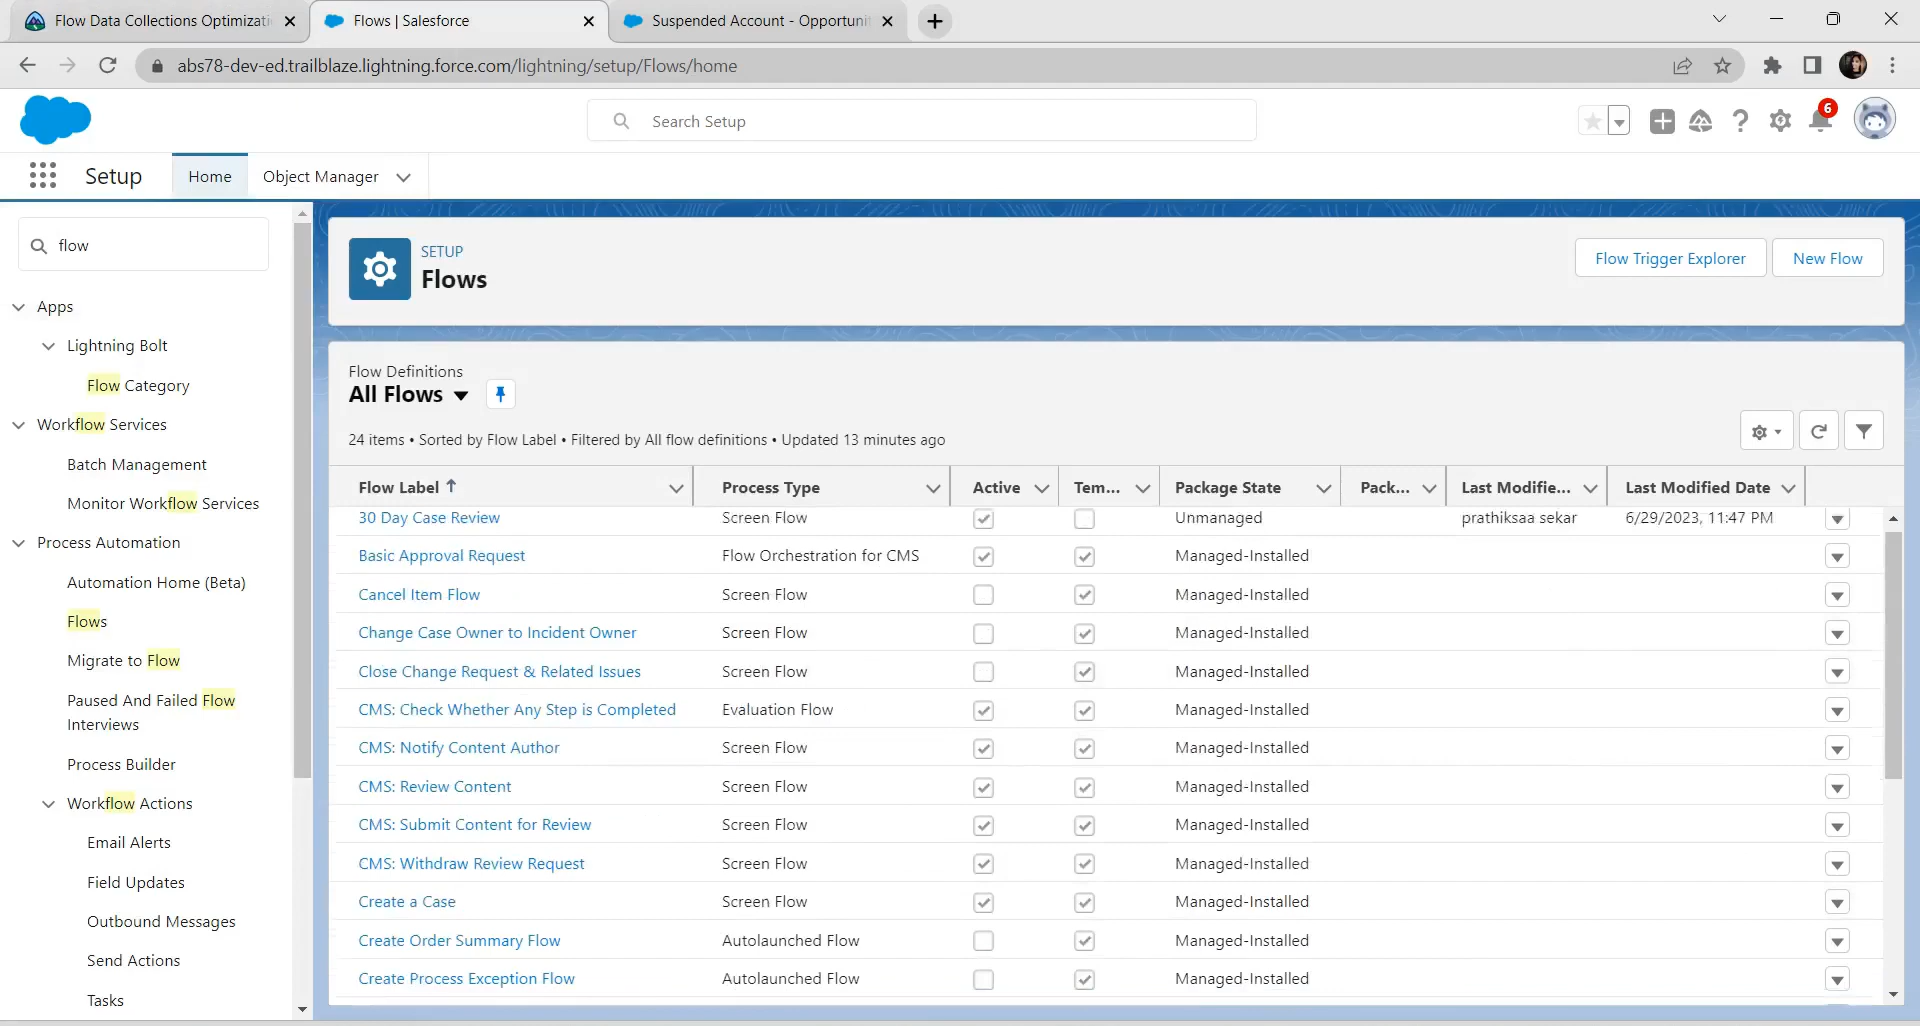 Flow Data Collections Optimizati
Flows | Salesforce
Suspended Account - Opportuni
abs78-dev-ed.trailblaze.lightning.force.com/lightning/setup/Flows/home
Search Setup
6
Setup
Home
Object Manager
flow
Apps
Lightning Bolt
Flow Category
Workflow Services
Batch Management
Monitor Workflow Services
Process Automation
Automation Home (Beta)
Flows
Migrate to Flow
Paused And Failed Flow
Interviews
Process Builder
Workflow Actions
Email Alerts
Field Updates
Outbound Messages
Send Actions
Tasks
SETUP
Flows
Flow Trigger Explorer
New Flow
Flow Definitions
All Flows
24 items • Sorted by Flow Label • Filtered by All flow definitions • Updated 13 minutes ago
Flow Label Process Type Active Tem... Package State Pack... Last Modifie... Last Modified Date
30 Day Case Review Screen Flow Unmanaged prathiksaa sekar 6/29/2023, 11:47 PM
Basic Approval Request Flow Orchestration for CMS Managed-Installed
Cancel Item Flow Screen Flow Managed-Installed
Change Case Owner to Incident Owner Screen Flow Managed-Installed
Close Change Request & Related Issues Screen Flow Managed-Installed
CMS: Check Whether Any Step is Completed Evaluation Flow Managed-Installed
CMS: Notify Content Author Screen Flow Managed-Installed
CMS: Review Content Screen Flow Managed-Installed
CMS: Submit Content for Review Screen Flow Managed-Installed
CMS: Withdraw Review Request Screen Flow Managed-Installed
Create a Case Screen Flow Managed-Installed
Create Order Summary Flow Autolaunched Flow Managed-Installed
Create Process Exception Flow Autolaunched Flow Managed-Installed